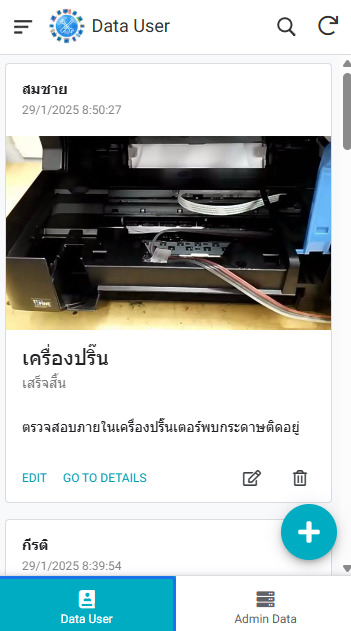 Data User
สมชาย
29/1/2025 8:50:27
เครื่องปริ๊น
เสร็จสิ้น
ตรวจสอบภายในเครื่องปริ้นเตอร์พบกระดาษติดอยู่
EDIT GO TO DETAILS
กีรติ
29/1/2025 8:39:54
Data User
Admin Data